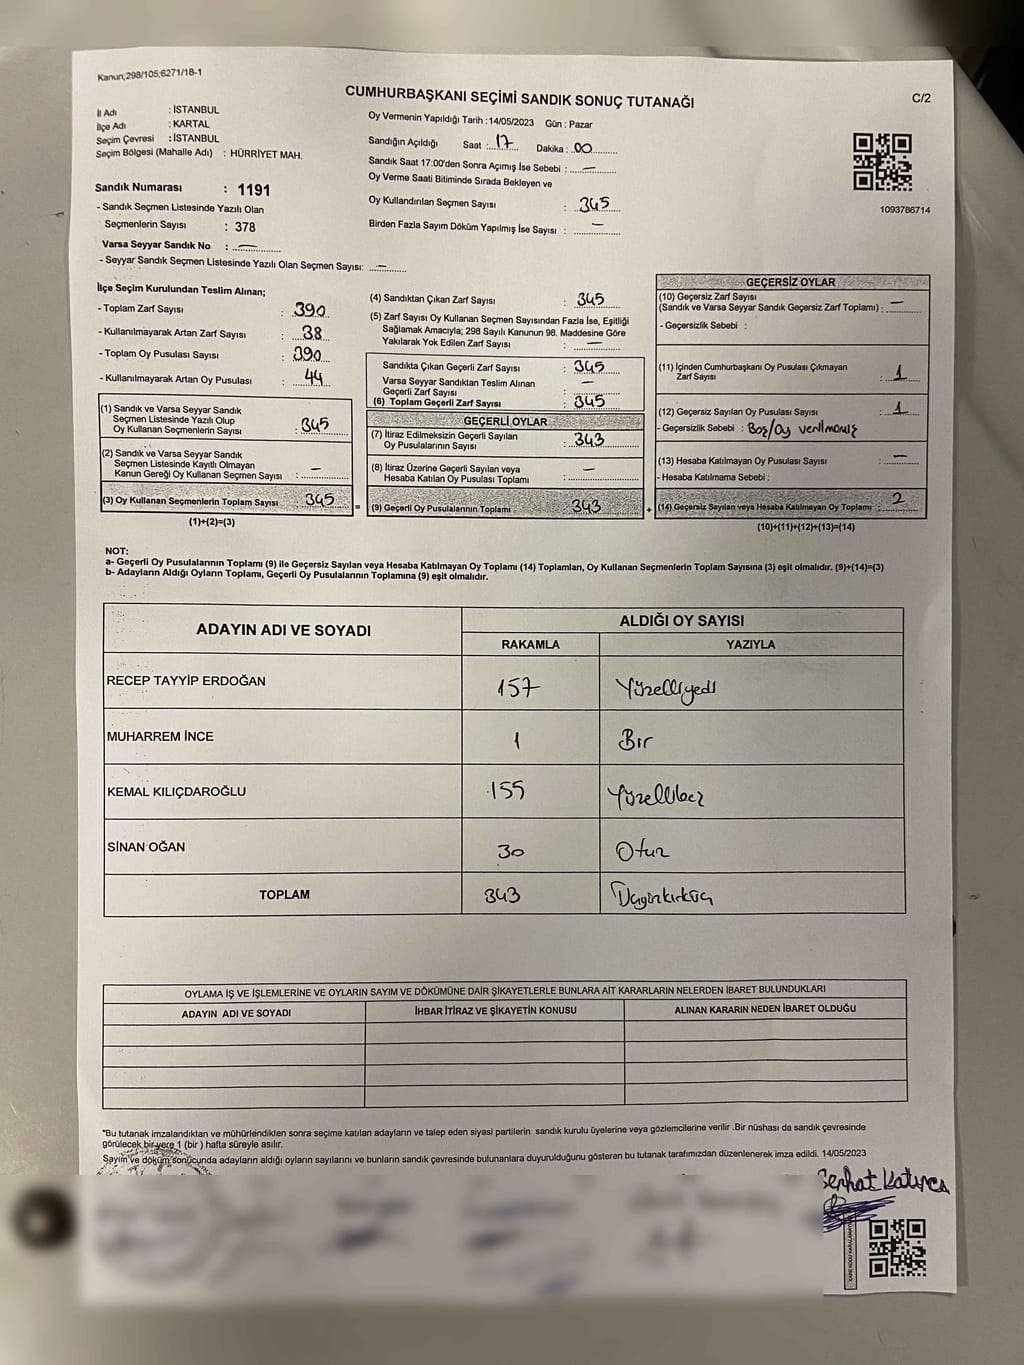 Kanun;298/105;6271/18-1
CUMHURBAŞKANI SEÇİMİ SANDIK SONUÇ TUTANAĞI
C/2
İl Adı : İSTANBUL
İlçe Adı : KARTAL
Seçim Çevresi : İSTANBUL
Seçim Bölgesi (Mahalle Adı) : HÜRRİYET MAH.
Oy Vermenin Yapıldığı Tarih :14/05/2023 Gün : Pazar
Sandığın Açıldığı Saat : 17 Dakika : 00
Sandık Saat 17:00'den Sonra Açımış İse Sebebi : —
Oy Verme Saati Bitiminde Sırada Bekleyen ve
Oy Kullandırılan Seçmen Sayısı : 345
Birden Fazla Sayım Döküm Yapılmış İse Sayısı : —
1093786714
Sandık Numarası : 1191
- Sandık Seçmen Listesinde Yazılı Olan
Seçmenlerin Sayısı : 378
Varsa Seyyar Sandık No : —
- Seyyar Sandık Seçmen Listesinde Yazılı Olan Seçmen Sayısı: —
İlçe Seçim Kurulundan Teslim Alınan;
- Toplam Zarf Sayısı : 390
- Kullanılmayarak Artan Zarf Sayısı : 38
- Toplam Oy Pusulası Sayısı : 390
- Kullanılmayarak Artan Oy Pusulası : 44
(1) Sandık ve Varsa Seyyar Sandık
Seçmen Listesinde Yazılı Olup
Oy Kullanan Seçmenlerin Sayısı : 345
(2) Sandık ve Varsa Seyyar Sandık
Seçmen Listesinde Kayıtlı Olmayan
Kanun Gereği Oy Kullanan Seçmen Sayısı : —
(3) Oy Kullanan Seçmenlerin Toplam Sayısı : 345
(1)+(2)=(3)
(4) Sandıktan Çıkan Zarf Sayısı : 345
(5) Zarf Sayısı Oy Kullanan Seçmen Sayısından Fazla İse, Eşitliği
Sağlamak Amacıyla; 298 Sayılı Kanunun 98. Maddesine Göre
Yakılarak Yok Edilen Zarf Sayısı : —
Sandıkta Çıkan Geçerli Zarf Sayısı : 345
Varsa Seyyar Sandıktan Teslim Alınan
Geçerli Zarf Sayısı : —
(6) Toplam Geçerli Zarf Sayısı : 345
GEÇERLİ OYLAR
(7) İtiraz Edilmeksizin Geçerli Sayılan
Oy Pusulalarının Sayısı : 343
(8) İtiraz Üzerine Geçerli Sayılan veya
Hesaba Katılan Oy Pusulası Toplamı : —
= (9) Geçerli Oy Pusulalarının Toplamı : 343 +
GEÇERSİZ OYLAR
(10) Geçersiz Zarf Sayısı
(Sandık ve Varsa Seyyar Sandık Geçersiz Zarf Toplamı) : —
- Geçersizlik Sebebi :
(11) İçinden Cumhurbaşkanı Oy Pusulası Çıkmayan
Zarf Sayısı : 1
(12) Geçersiz Sayılan Oy Pusulası Sayısı : 1
- Geçersizlik Sebebi : Boş/Oy verilmemiş
(13) Hesaba Katılmayan Oy Pusulası Sayısı : —
- Hesaba Katılmama Sebebi :
(14) Geçersiz Sayılan veya Hesaba Katılmayan Oy Toplamı : 2
(10)+(11)+(12)+(13)=(14)
NOT:
a- Geçerli Oy Pusulalarının Toplamı (9) ile Geçersiz Sayılan veya Hesaba Katılmayan Oy Toplamı (14) Toplamları, Oy Kullanan Seçmenlerin Toplam Sayısına (3) eşit olmalıdır. (9)+(14)=(3)
b- Adayların Aldığı Oyların Toplamı, Geçerli Oy Pusulalarının Toplamına (9) eşit olmalıdır.
ADAYIN ADI VE SOYADI
ALDIĞI OY SAYISI
RAKAMLA YAZIYLA
RECEP TAYYİP ERDOĞAN 157 Yüzelliyedi
MUHARREM İNCE 1 Bir
KEMAL KILIÇDAROĞLU 155 Yüzellibeş
SİNAN OĞAN 30 Otuz
TOPLAM 343 Üçyüzkırküç
OYLAMA İŞ VE İŞLEMLERİNE VE OYLARIN SAYIM VE DÖKÜMÜNE DAİR ŞİKAYETLERLE BUNLARA AİT KARARLARIN NELERDEN İBARET BULUNDUKLARI
ADAYIN ADI VE SOYADI İHBAR İTİRAZ VE ŞİKAYETİN KONUSU ALINAN KARARIN NEDEN İBARET OLDUĞU
*Bu tutanak imzalandıktan ve mühürlendikten sonra seçime katılan adayların ve talep eden siyasi partilerin sandık kurulu üyelerine veya gözlemcilerine verilir .Bir nüshası da sandık çevresinde
görülecek bir yere 1 (bir ) hafta süreyle asılır.
Sayım ve döküm sonucunda adayların aldığı oyların sayılarını ve bunların sandık çevresinde bulunanlara duyurulduğunu gösteren bu tutanak tarafımızdan düzenlenerek imza edildi. 14/05/2023